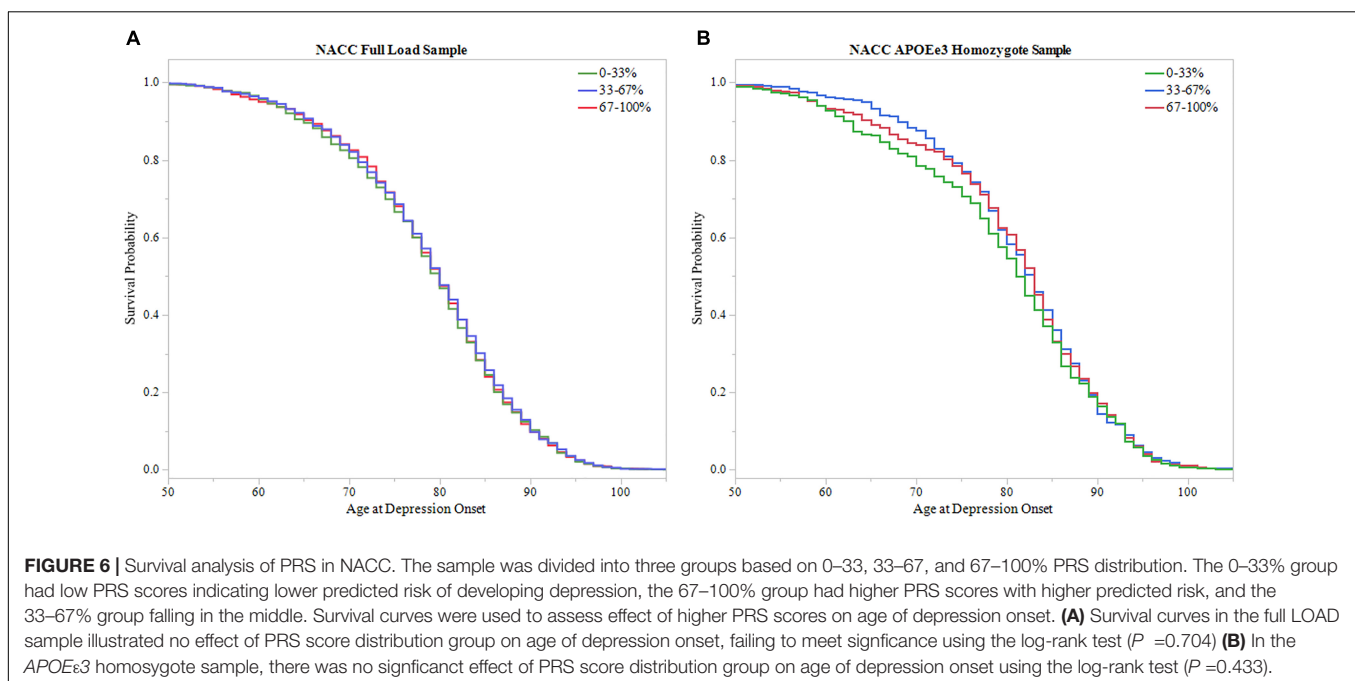 A
NACC Full Load Sample
0-33%
33-67%
67-100%
1.0
0.8
0.6
0.4
0.2
0.0
Survival Probability
50
60
70
80
90
100
Age at Depression Onset
B
NACC APOEe3 Homozygote Sample
0-33%
33-67%
67-100%
1.0
0.8
0.6
0.4
0.2
0.0
Survival Probability
50
60
70
80
90
100
Age at Depression Onset
FIGURE 6 | Survival analysis of PRS in NACC. The sample was divided into three groups based on 0–33, 33–67, and 67–100% PRS distribution. The 0–33% group
had low PRS scores indicating lower predicted risk of developing depression, the 67–100% group had higher PRS scores with higher predicted risk, and the
33–67% group falling in the middle. Survival curves were used to assess effect of higher PRS scores on age of depression onset. (A) Survival curves in the full LOAD
sample illustrated no effect of PRS score distribution group on age of depression onset, failing to meet signficance using the log-rank test (P =0.704) (B) In the
APOEε3 homosygote sample, there was no signficanct effect of PRS score distribution group on age of depression onset using the log-rank test (P =0.433).